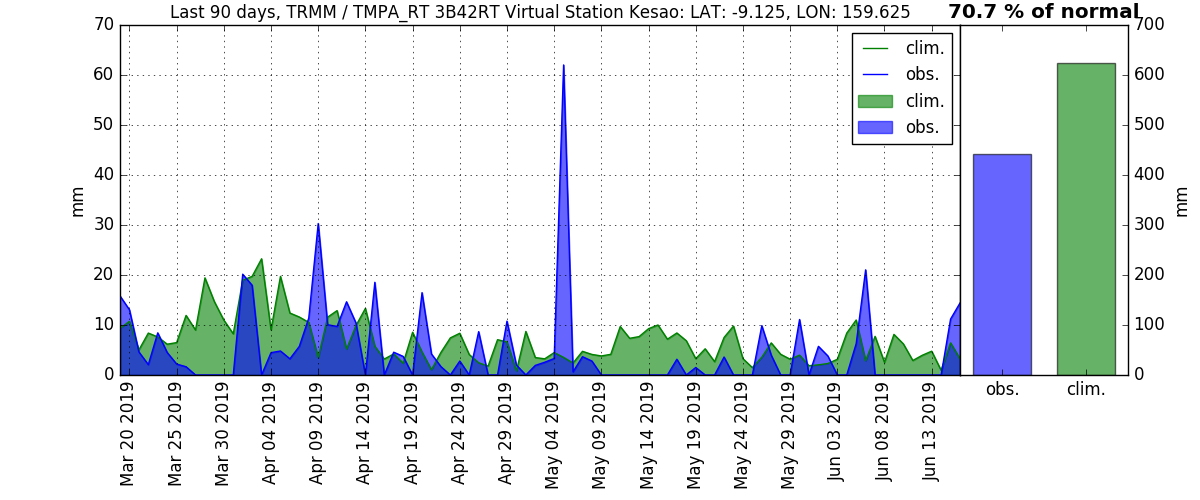 Last 90 days, TRMM / TMPA_RT 3B42RT Virtual Station Kesao: LAT: -9.125, LON: 159.625
70.7 % of normal
70
60
50
40
30
20
10
0
mm
clim.
obs.
clim.
obs.
700
600
500
400
300
200
100
0
mm
obs.
clim.
Mar 20 2019
Mar 25 2019
Mar 30 2019
Apr 04 2019
Apr 09 2019
Apr 14 2019
Apr 19 2019
Apr 24 2019
Apr 29 2019
May 04 2019
May 09 2019
May 14 2019
May 19 2019
May 24 2019
May 29 2019
Jun 03 2019
Jun 08 2019
Jun 13 2019